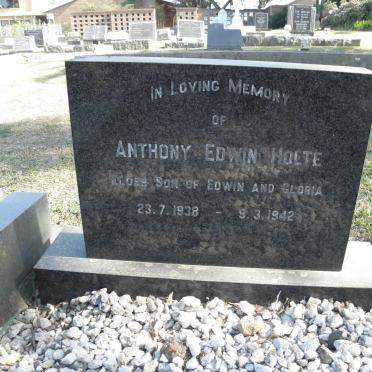 IN LOVING MEMORY
OF
ANTHONY EDWIN HOLTE
ELDER SON OF EDWIN AND GLORIA
23.7.1938 - 9.3.1942